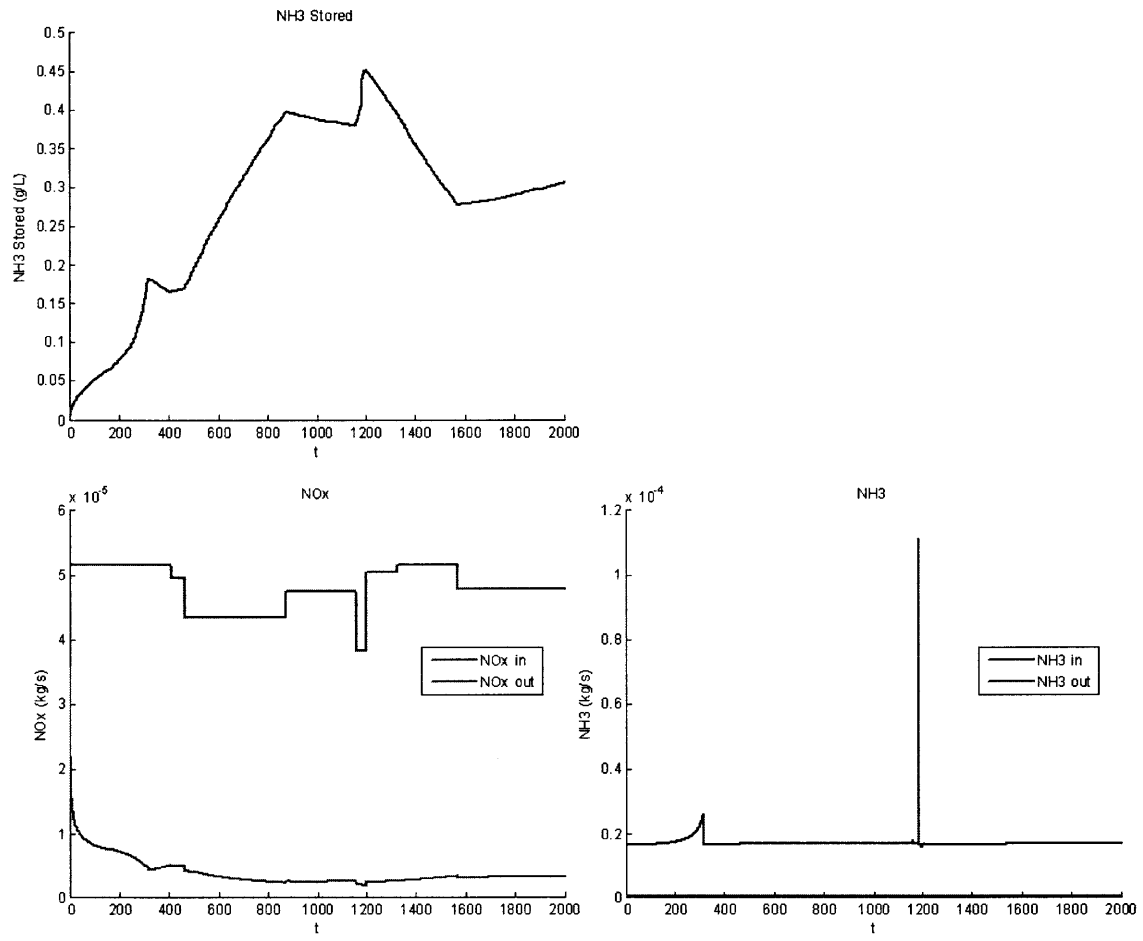 NH3 Stored
NH3 Stored (g/L)
0.5
0.45
0.4
0.35
0.3
0.25
0.2
0.15
0.1
0.05
0
0 200 400 600 800 1000 1200 1400 1600 1800 2000
t
NOx
x 10-5
NOx (kg/s)
6
5
4
3
2
1
0
NOx in
NOx out
0 200 400 600 800 1000 1200 1400 1600 1800 2000
t
NH3
x 10-4
NH3 (kg/s)
1.2
1
0.8
0.6
0.4
0.2
0
NH3 in
NH3 out
0 200 400 600 800 1000 1200 1400 1600 1800 2000
t